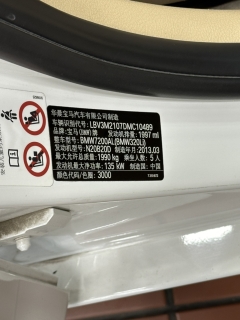 华晨宝马汽车有限公司制造
车辆识别代号: LBV3M2107DMC10489
品牌: 宝马(BMW)牌 发动机排量: 1997 ml
整车型号: BMW7200AL(BMW320Li)
发动机型号: N20B20D 制造年月: 2013.03
最大允许总质量: 1990 kg 乘坐人数: 5 人
发动机最大净功率: 135 kW 制造国: 中国
颜色代码/色圈: 3000